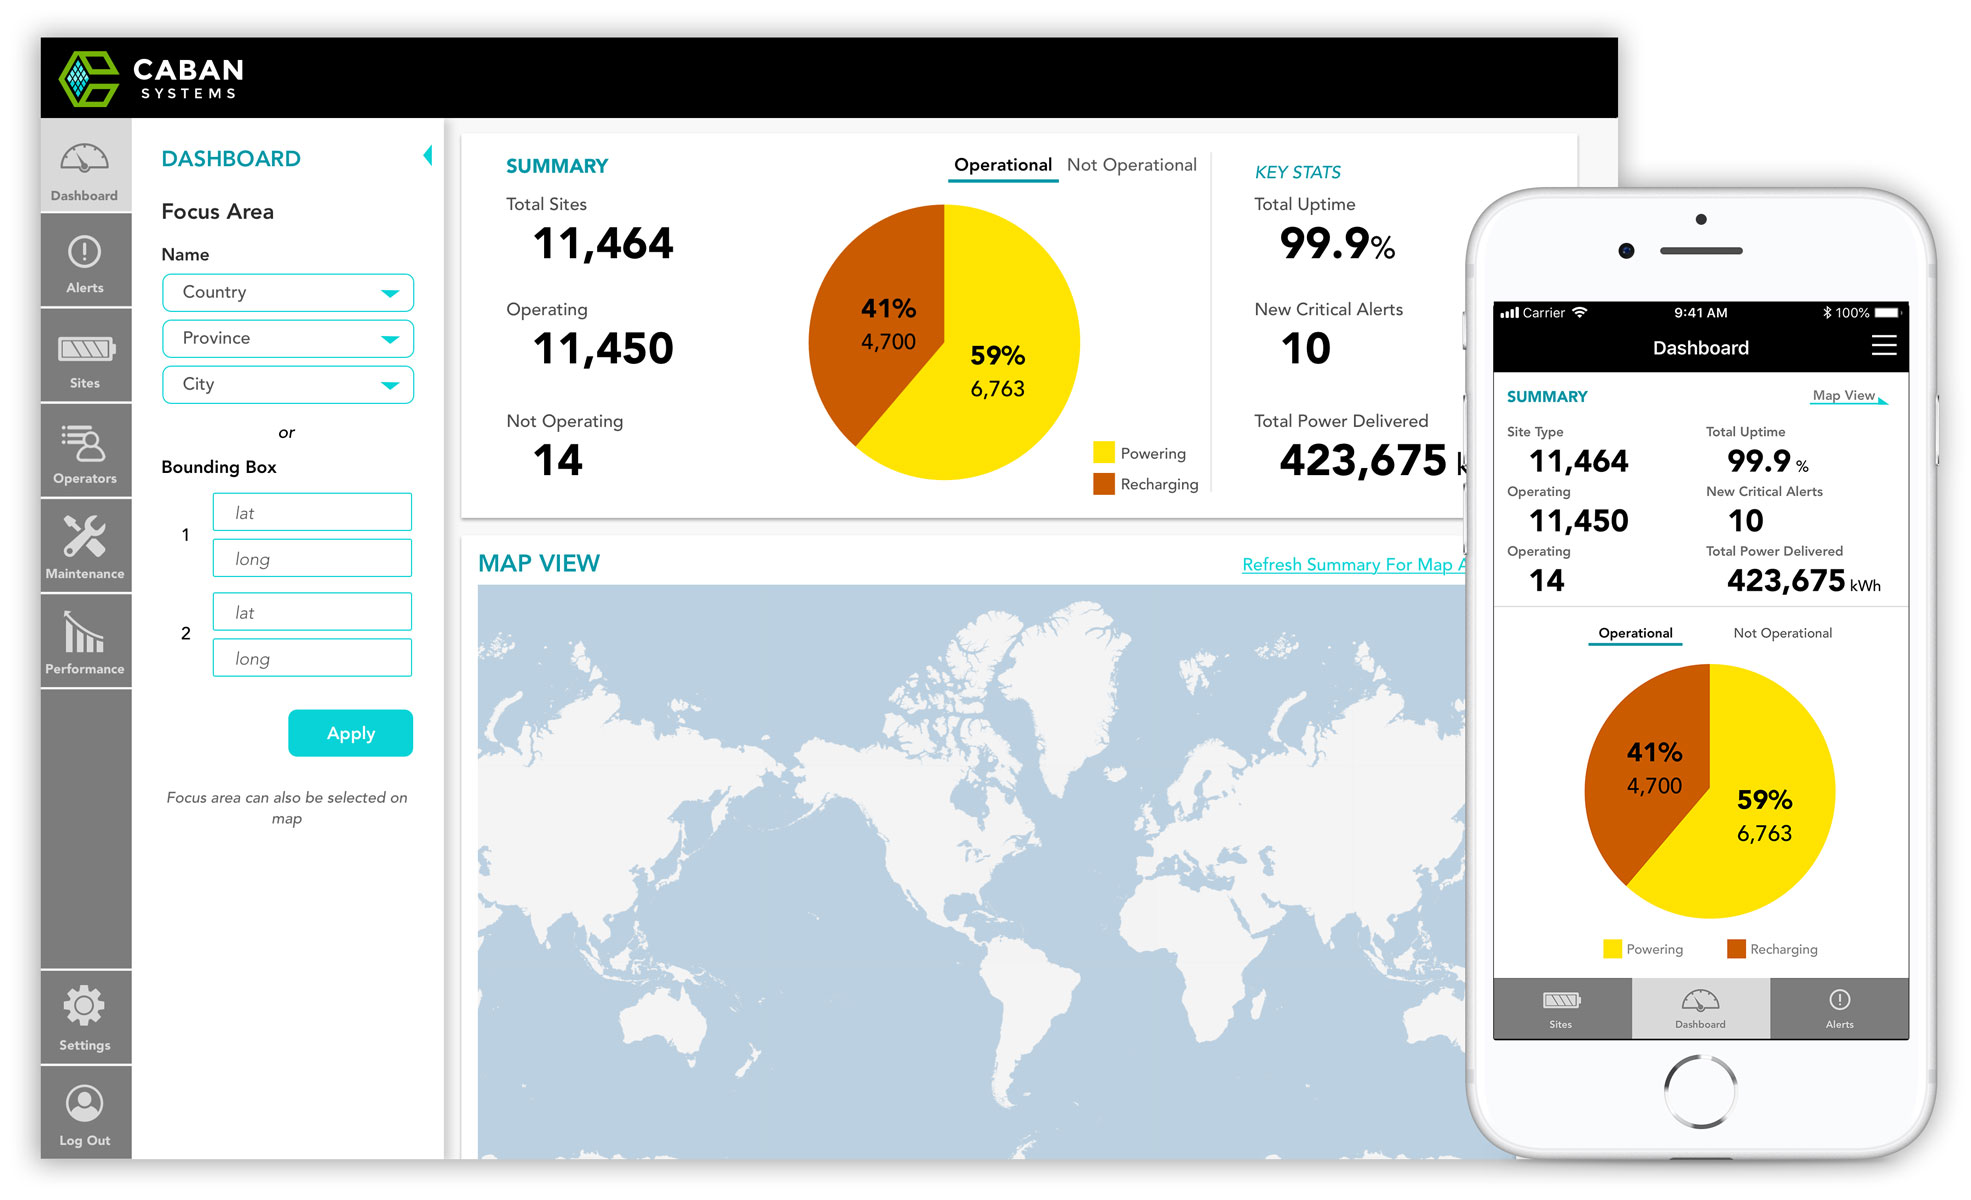 CABAN
SYSTEMS
Dashboard
Alerts
Sites
Operators
Maintenance
Performance
Settings
Log Out
DASHBOARD
Focus Area
Name
Country
Province
City
or
Bounding Box
1
lat
long
2
lat
long
Apply
Focus area can also be selected on
map
SUMMARY
Total Sites
11,464
Operating
11,450
Not Operating
14
Operational Not Operational
41%
4,700
59%
6,763
Powering
Recharging
KEY STATS
Total Uptime
99.9%
New Critical Alerts
10
Total Power Delivered
423,675
MAP VIEW
Refresh Summary For Map
Carrier 9:41 AM 100%
Dashboard
SUMMARY Map View
Site Type Total Uptime
11,464 99.9 %
Operating New Critical Alerts
11,450 10
Operating Total Power Delivered
14 423,675 kWh
Operational Not Operational
41%
4,700
59%
6,763
Powering Recharging
Sites Dashboard Alerts